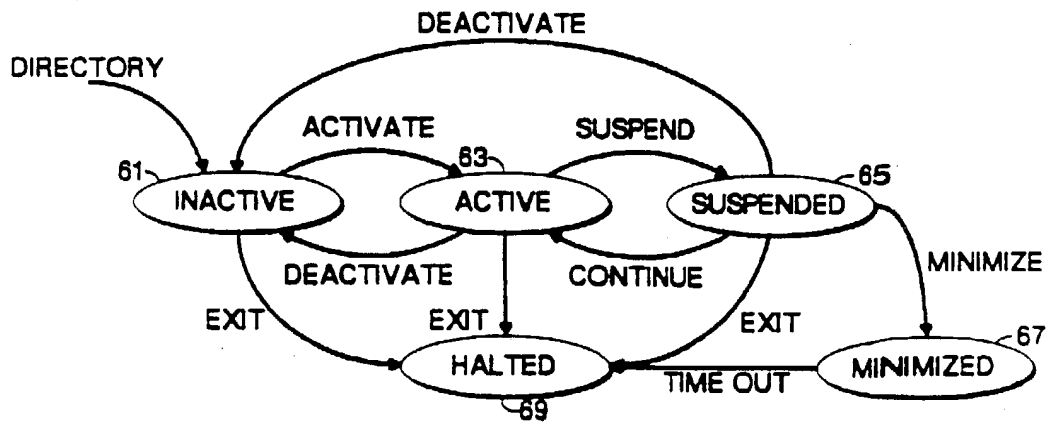 DEACTIVATE
DIRECTORY
ACTIVATE
SUSPEND
61
63
65
INACTIVE
ACTIVE
SUSPENDED
DEACTIVATE
CONTINUE
MINIMIZE
EXIT
EXIT
EXIT
67
HALTED
TIME OUT
MINIMIZED
69